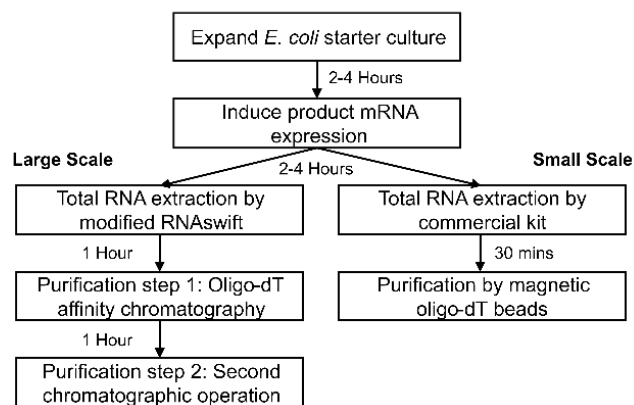 Expand E. coli starter culture
2-4 Hours
Induce product mRNA
expression
Large Scale
Small Scale
2-4 Hours
Total RNA extraction by
modified RNAswift
Total RNA extraction by
commercial kit
1 Hour
30 mins
Purification step 1: Oligo-dT
affinity chromatography
Purification by magnetic
oligo-dT beads
1 Hour
Purification step 2: Second
chromatographic operation